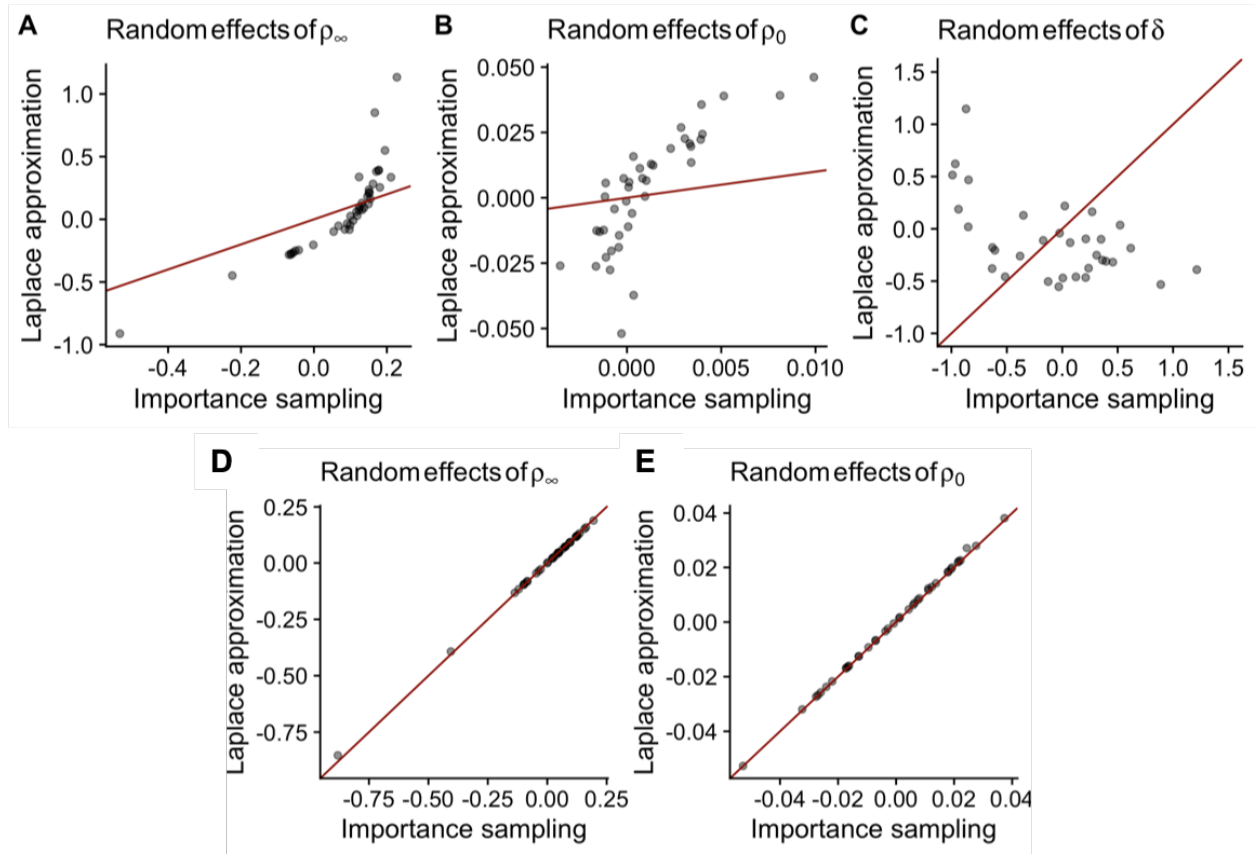 A
Random effects of ρ∞
Laplace approximation
1.0
0.5
0.0
-0.5
-1.0
-0.4 -0.2 0.0 0.2
Importance sampling
B
Random effects of ρ0
Laplace approximation
0.050
0.025
0.000
-0.025
-0.050
0.000 0.005 0.010
Importance sampling
C
Random effects of δ
Laplace approximation
1.5
1.0
0.5
0.0
-0.5
-1.0
-1.0 -0.5 0.0 0.5 1.0 1.5
Importance sampling
D
Random effects of ρ∞
Laplace approximation
0.25
0.00
-0.25
-0.50
-0.75
-0.75 -0.50 -0.25 0.00 0.25
Importance sampling
E
Random effects of ρ0
Laplace approximation
0.04
0.02
0.00
-0.02
-0.04
-0.04 -0.02 0.00 0.02 0.04
Importance sampling